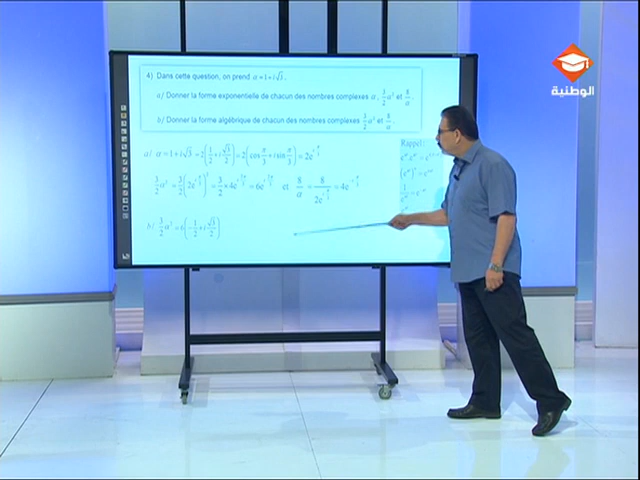 4) Dans cette question, on prend α = 1 + i√3.
a/ Donner la forme exponentielle de chacun des nombres complexes α, 3/2 α² et 8/α.
b/ Donner la forme algébrique de chacun des nombres complexes 3/2 α² et 8/α.
a/ α = 1 + i√3 = 2(1/2 + i√3/2) = 2(cos π/3 + i sin π/3) = 2e^(iπ/3)
3/2 α² = 3/2 (2e^(iπ/3))² = 3/2 × 4e^(i2π/3) = 6e^(i2π/3) et 8/α = 8/(2e^(iπ/3)) = 4e^(-iπ/3)
b/ 3/2 α² = 6(-1/2 + i√3/2)
Rappel :
الوطنية